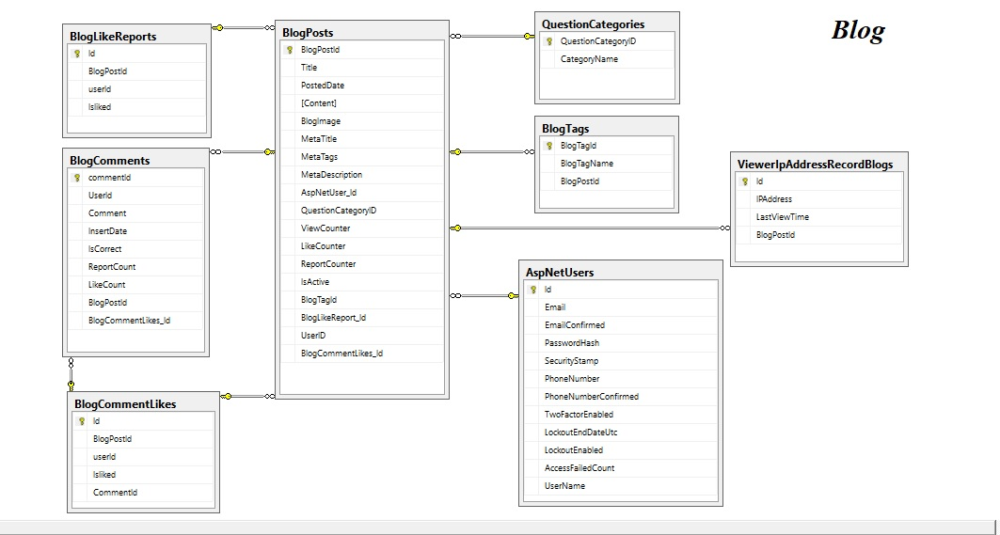 Blog
BlogLikeReports
Id
BlogPostId
userId
Isliked
BlogComments
commentId
UserId
Comment
InsertDate
IsCorrect
ReportCount
LikeCount
BlogPostId
BlogCommentLikes_Id
BlogCommentLikes
Id
BlogPostId
userId
Isliked
CommentId
BlogPosts
BlogPostId
Title
PostedDate
[Content]
BlogImage
MetaTitle
MetaTags
MetaDescription
AspNetUser_Id
QuestionCategoryID
ViewCounter
LikeCounter
ReportCounter
IsActive
BlogTagId
BlogLikeReport_Id
UserID
BlogCommentLikes_Id
QuestionCategories
QuestionCategoryID
CategoryName
BlogTags
BlogTagId
BlogTagName
BlogPostId
ViewerIpAddressRecordBlogs
Id
IPAddress
LastViewTime
BlogPostId
AspNetUsers
Id
Email
EmailConfirmed
PasswordHash
SecurityStamp
PhoneNumber
PhoneNumberConfirmed
TwoFactorEnabled
LockoutEndDateUtc
LockoutEnabled
AccessFailedCount
UserName